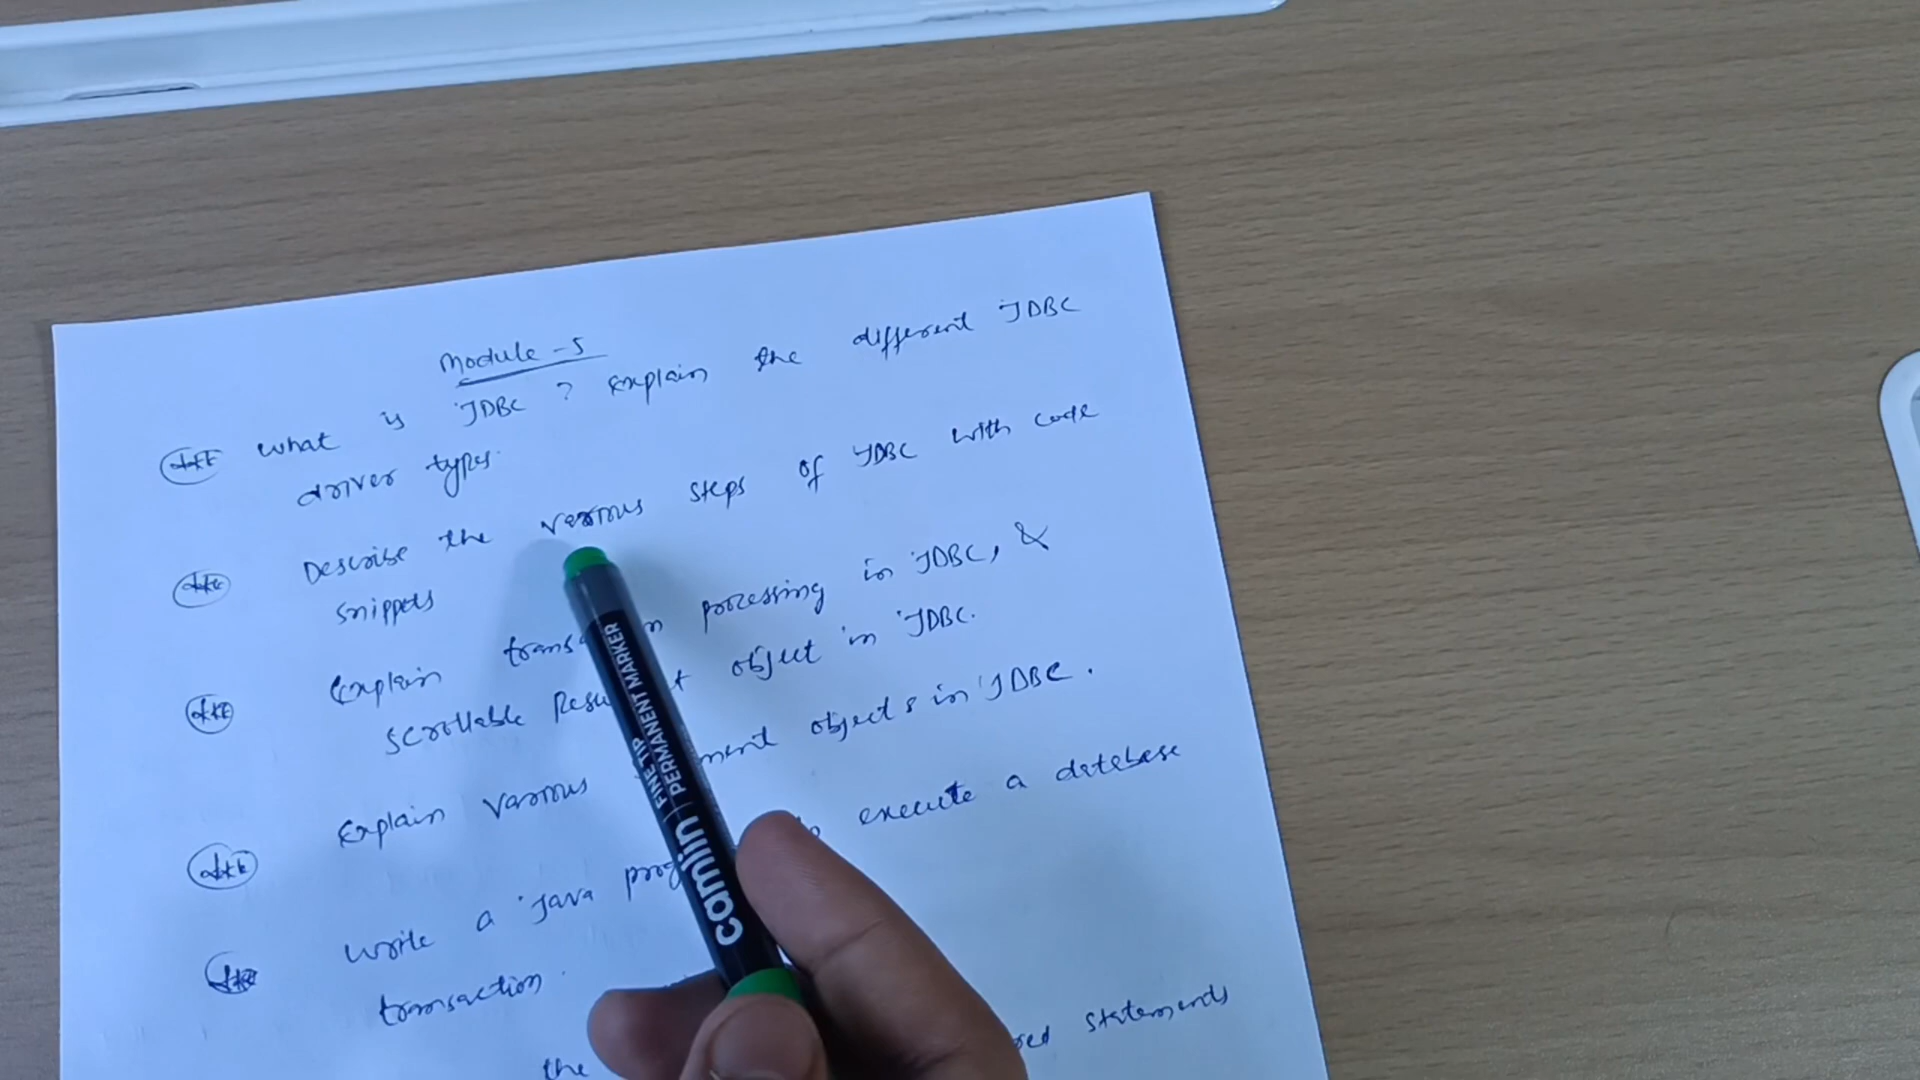 Module-5
*** What is JDBC? Explain the different JDBC
driver types.
*** Describe the various steps of JDBC with code
snippets
*** Explain processing in JDBC, &
scrollable object in JDBC.
*** Explain various objects in JDBC.
write a Java to execute a database
transaction.
the statements
camlin FINE TIP PERMANENT MARKER